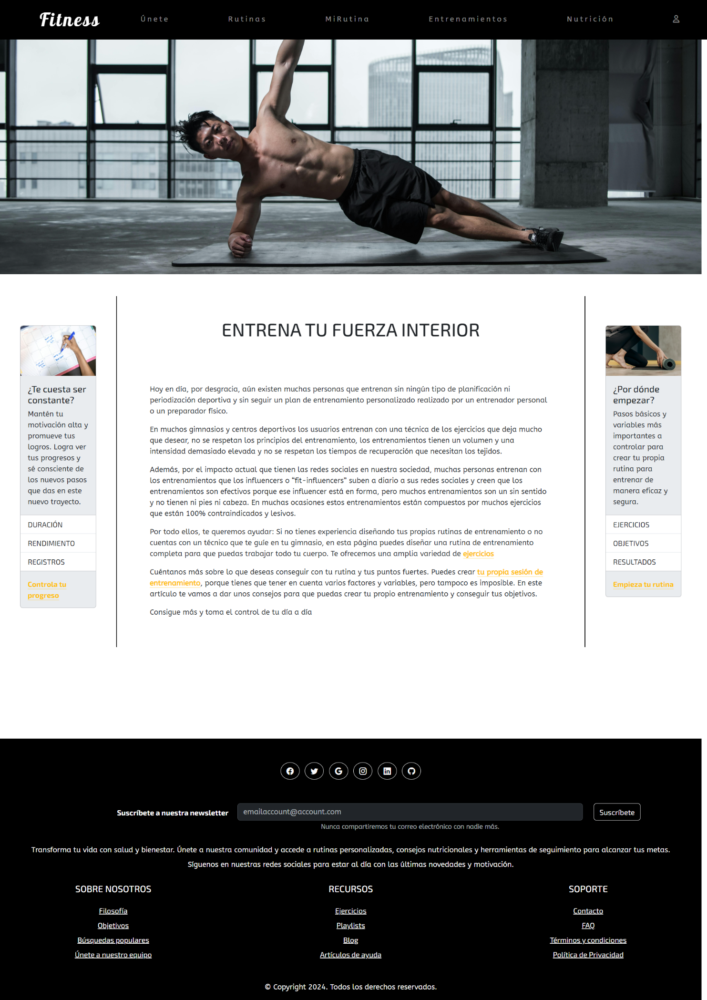 Fitness
Únete
Rutinas
MiRutina
Entrenamientos
Nutrición
¿Te cuesta ser
constante?
Mantén tu
motivación alta y
promueve tus
logros. Logra ver
tus progresos y
sé consciente de
los nuevos pasos
que das en este
nuevo trayecto.
DURACIÓN
RENDIMIENTO
REGISTROS
Controla tu
progreso
ENTRENA TU FUERZA INTERIOR
Hoy en día, por desgracia, aún existen muchas personas que entrenan sin ningún tipo de planificación ni
periodización deportiva y sin seguir un plan de entrenamiento personalizado realizado por un entrenador personal
o un preparador físico.
En muchos gimnasios y centros deportivos los usuarios entrenan con una técnica de los ejercicios que deja mucho
que desear, no se respetan los principios del entrenamiento, los entrenamientos tienen un volumen y una
intensidad demasiado elevada y no se respetan los tiempos de recuperación que necesitan los tejidos.
Además, por el impacto actual que tienen las redes sociales en nuestra sociedad, muchas personas entrenan con
los entrenamientos que los influencers o “fit-influencers” suben a diario a sus redes sociales y creen que los
entrenamientos son efectivos porque ese influencer está en forma, pero muchos entrenamientos son un sin sentido
y no tienen ni pies ni cabeza. En muchas ocasiones estos entrenamientos están compuestos por muchos ejercicios
que están 100% contraindicados y lesivos.
Por todo ellos, te queremos ayudar: Si no tienes experiencia diseñando tus propias rutinas de entrenamiento o no
cuentas con un técnico que te guíe en tu gimnasio, en esta página puedes diseñar una rutina de entrenamiento
completa para que puedas trabajar todo tu cuerpo. Te ofrecemos una amplia variedad de ejercicios
Cuéntanos más sobre lo que deseas conseguir con tu rutina y tus puntos fuertes. Puedes crear tu propia sesión de
entrenamiento, porque tienes que tener en cuenta varios factores y variables, pero tampoco es imposible. En este
artículo te vamos a dar unos consejos para que puedas crear tu propio entrenamiento y conseguir tus objetivos.
Consigue más y toma el control de tu día a día
¿Por dónde
empezar?
Pasos básicos y
variables más
importantes a
controlar para
crear tu propia
rutina para
entrenar de
manera eficaz y
segura.
EJERCICIOS
OBJETIVOS
RESULTADOS
Empieza tu rutina
Suscríbete a nuestra newsletter
emailaccount@account.com
Suscríbete
Nunca compartiremos tu correo electrónico con nadie más.
Transforma tu vida con salud y bienestar. Únete a nuestra comunidad y accede a rutinas personalizadas, consejos nutricionales y herramientas de seguimiento para alcanzar tus metas.
Síguenos en nuestras redes sociales para estar al día con las últimas novedades y motivación.
SOBRE NOSOTROS
Filosofía
Objetivos
Búsquedas populares
Únete a nuestro equipo
RECURSOS
Ejercicios
Playlists
Blog
Artículos de ayuda
SOPORTE
Contacto
FAQ
Términos y condiciones
Política de Privacidad
© Copyright 2024. Todos los derechos reservados.